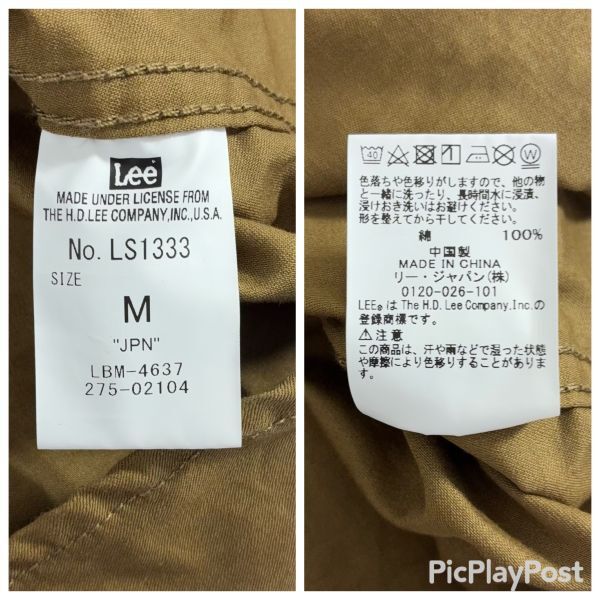 Lee
MADE UNDER LICENSE FROM
THE H.D.LEE COMPANY,INC.,U.S.A.
No. LS1333
SIZE
M
"JPN"
LBM-4637
275-02104
40
W
色落ちや色移りがしますので、他の物
と一緒に洗ったり、長時間水に浸漬、
浸けおき洗いはお避けください。
形を整えてから干してください。
綿 100%
中国製
MADE IN CHINA
リー・ジャパン(株)
0120-026-101
LEE®は The H.D. Lee Company,Inc.の
登録商標です。
⚠注意
この商品は、汗や雨などで湿った状態
や摩擦により色移りすることがありま
す。
PicPlayPost